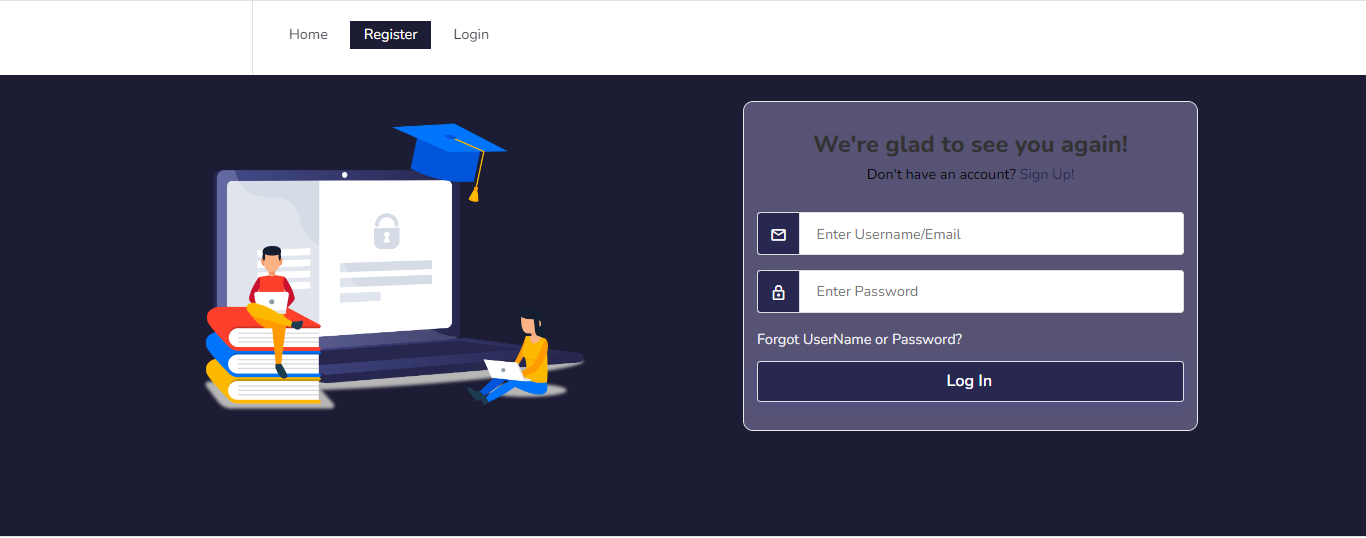 Home Register Login
We're glad to see you again!
Don't have an account? Sign Up!
Enter Username/Email
Enter Password
Forgot UserName or Password?
Log In